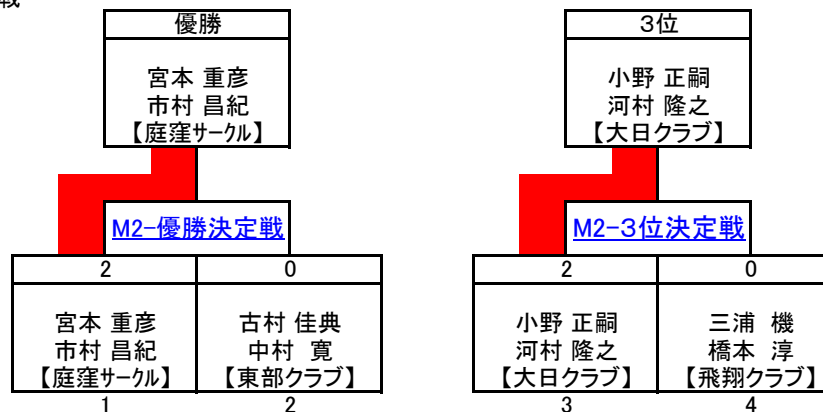 戦
優勝
宮本 重彦
市村 昌紀
【庭窪ｻｰｸﾙ】
M2-優勝決定戦
2 0
宮本 重彦
市村 昌紀
【庭窪ｻｰｸﾙ】
1
古村 佳典
中村 寛
【東部クラブ】
2
3位
小野 正嗣
河村 隆之
【大日クラブ】
M2-3位決定戦
2 0
小野 正嗣
河村 隆之
【大日クラブ】
3
三浦 機
橋本 淳
【飛翔クラブ】
4